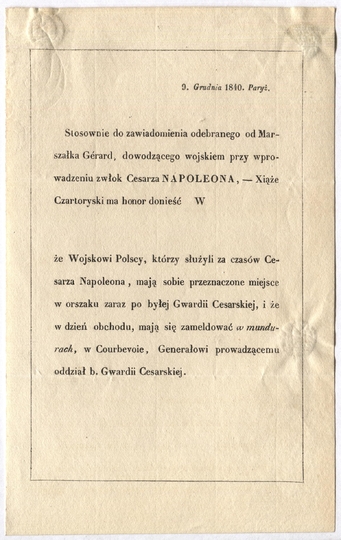 9. Grudnia 1840. Paryż.
Stosownie do zawiadomienia odebranego od Mar-
szałka Gérard, dowodzącego wojskiem przy wpro-
wadzeniu zwłok Cesarza NAPOLEONA, — Xiąże
Czartoryski ma honor donieść W
że Wojskowi Polscy, którzy służyli za czasów Ce-
sarza Napoleona, mają sobie przeznaczone miejsce
w orszaku zaraz po byłej Gwardii Cesarskiej, i że
w dzień obchodu, mają się zameldować w mundu-
rach, w Courbevoie, Generałowi prowadzącemu
oddział b. Gwardii Cesarskiej.